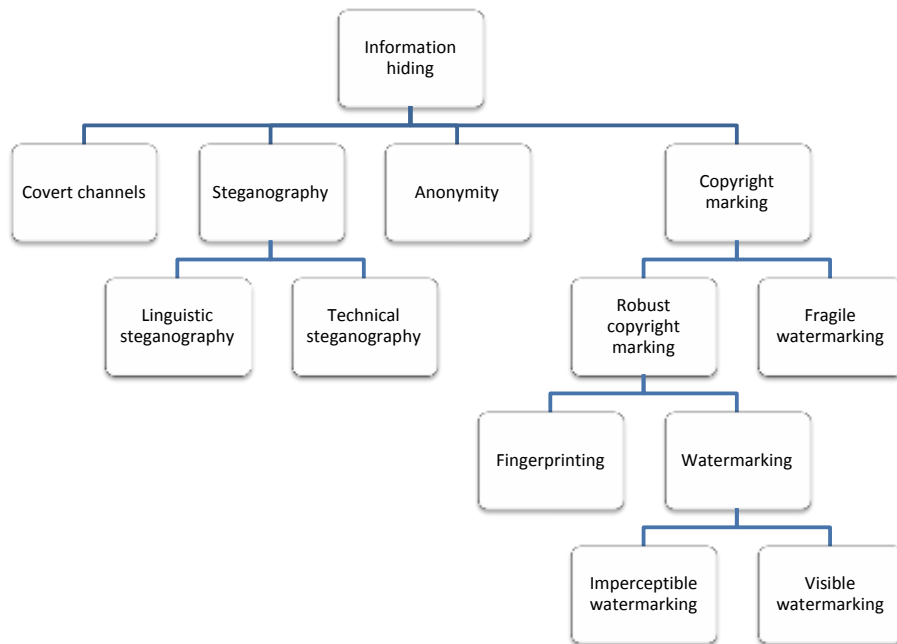 Information
hiding
Covert channels
Steganography
Anonymity
Copyright
marking
Linguistic
steganography
Technical
steganography
Robust
copyright
marking
Fragile
watermarking
Fingerprinting
Watermarking
Imperceptible
watermarking
Visible
watermarking